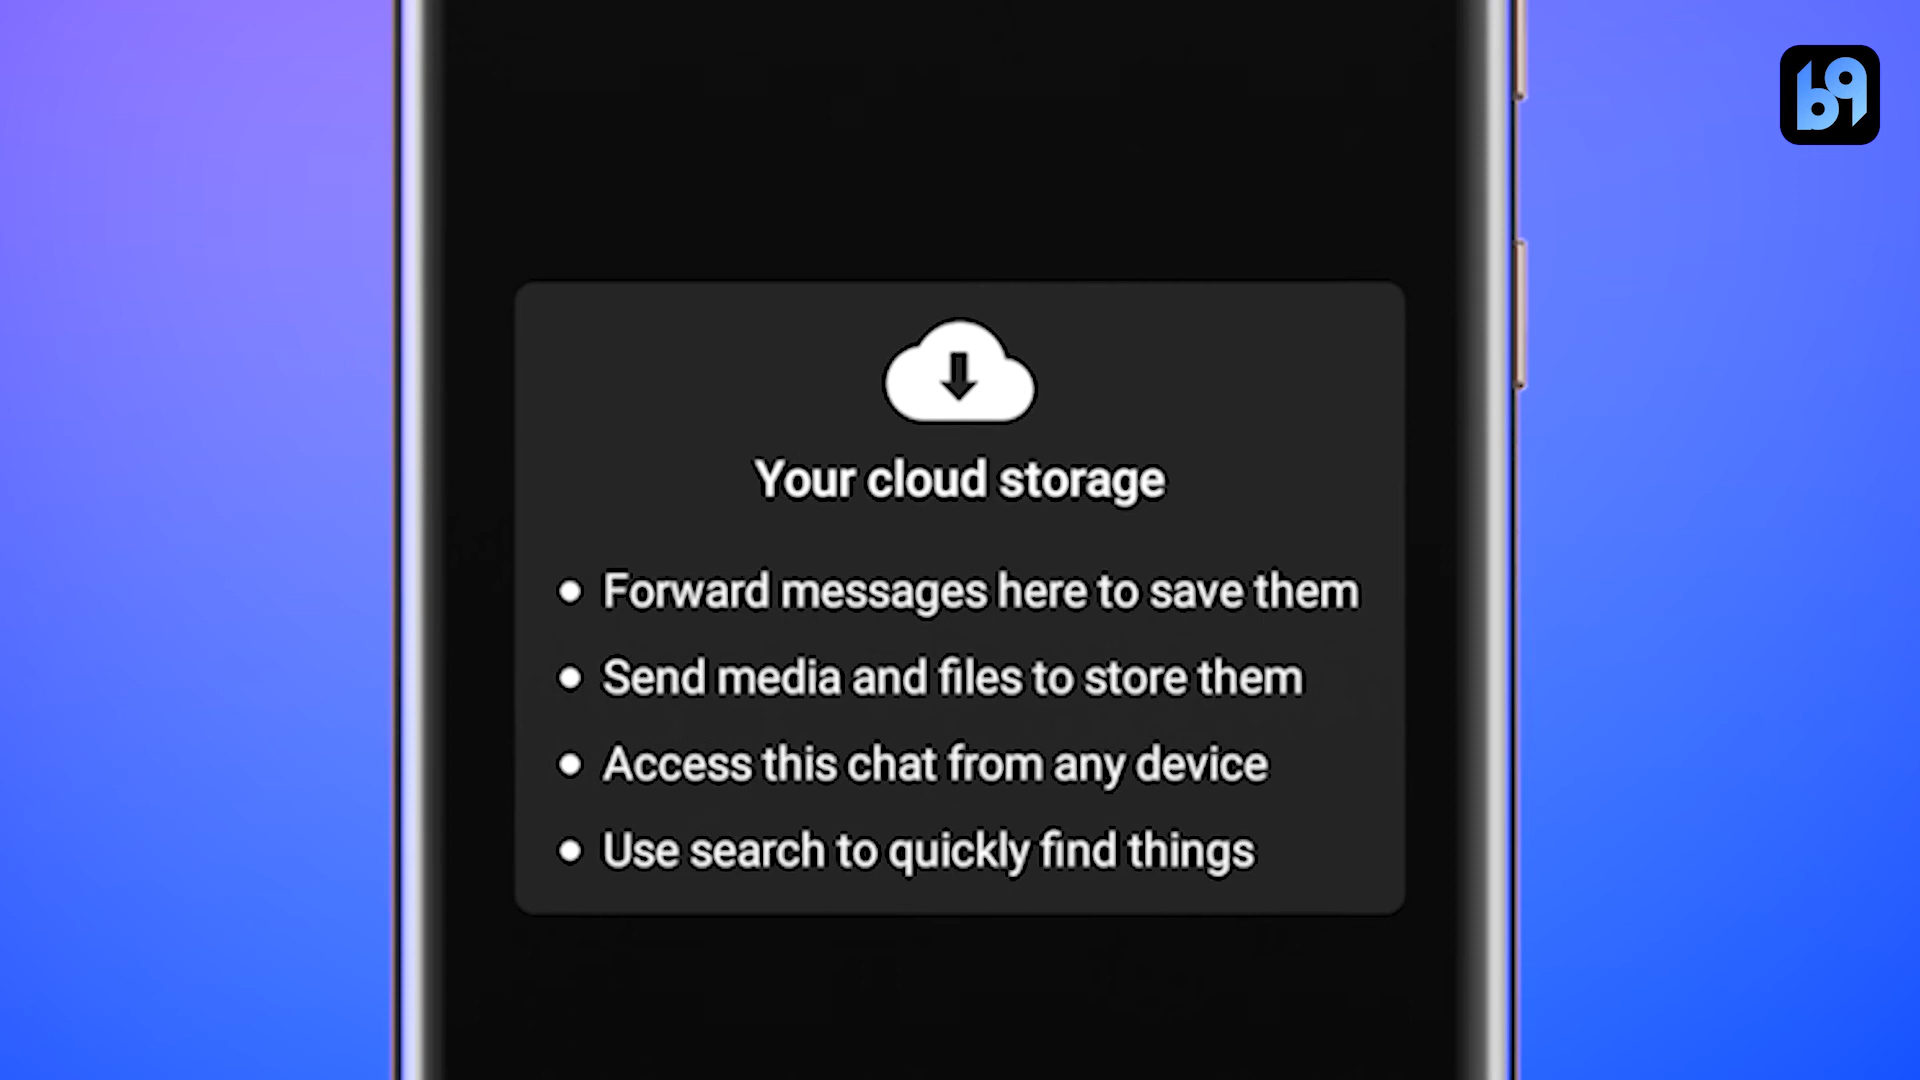 b9
Your cloud storage
Forward messages here to save them
Send media and files to store them
Access this chat from any device
Use search to quickly find things